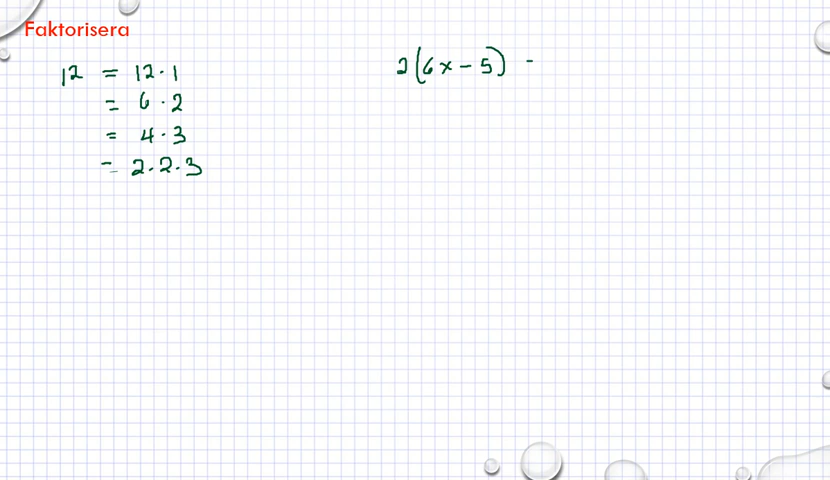 Faktorisera
12 = 12 · 1
= 6 · 2
= 4 · 3
= 2 · 2 · 3
2(6x - 5) =